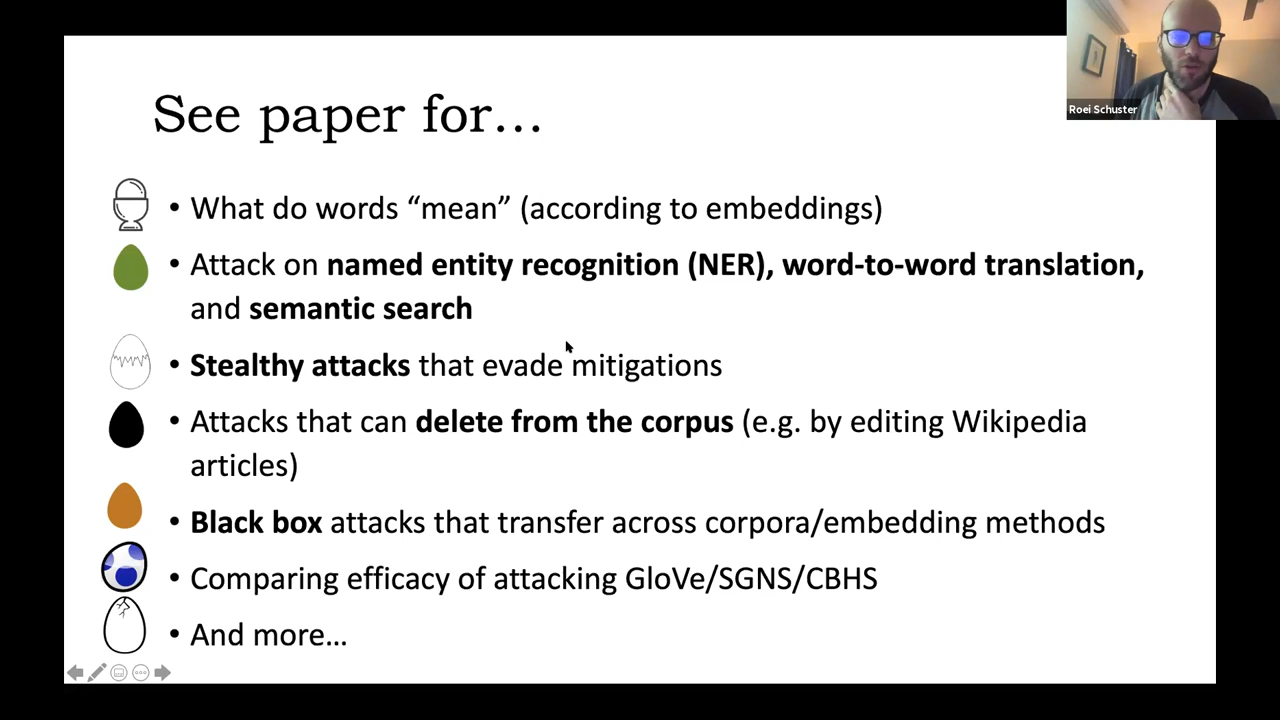 See paper for...
Roei Schuster
• What do words “mean” (according to embeddings)
• Attack on named entity recognition (NER), word-to-word translation,
and semantic search
• Stealthy attacks that evade mitigations
• Attacks that can delete from the corpus (e.g. by editing Wikipedia
articles)
• Black box attacks that transfer across corpora/embedding methods
• Comparing efficacy of attacking GloVe/SGNS/CBHS
• And more...